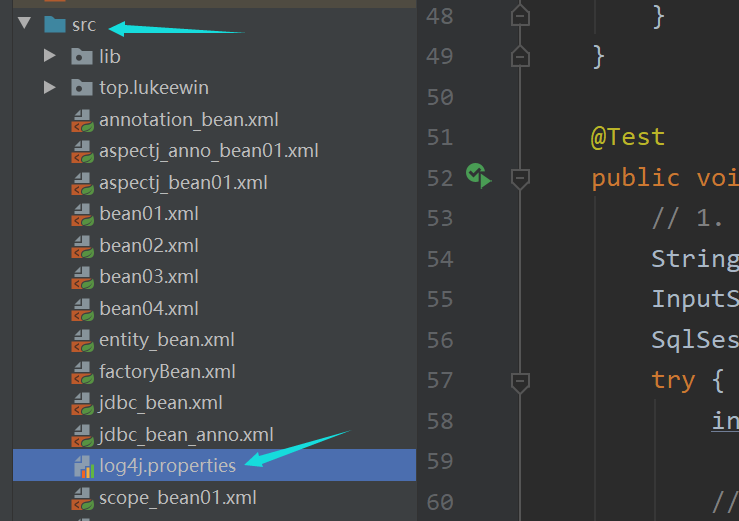 src
lib
top.lukeewin
annotation_bean.xml
aspectj_anno_bean01.xml
aspectj_bean01.xml
bean01.xml
bean02.xml
bean03.xml
bean04.xml
entity_bean.xml
factoryBean.xml
jdbc_bean.xml
jdbc_bean_anno.xml
log4j.properties
scope_bean01.xml
48 }
49 }
50
51 @Test
52 public voi
53 // 1.
54 String
55 InputS
56 SqlSes
57 try {
58 in
59
60 //